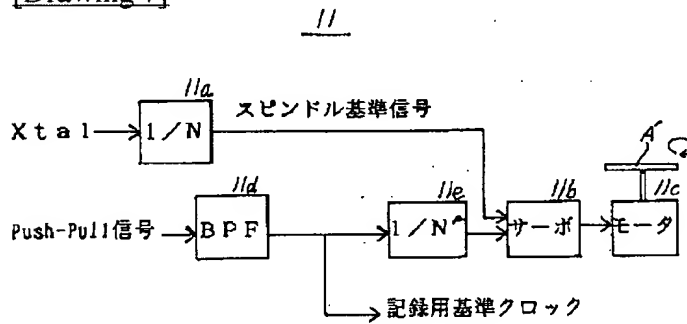 [Drawing 7]
11
11a
スピンドル基準信号
Xtal
1/N
A
11d
11e
11b
11c
Push-Pull信号
BPF
1/N
サーボ
モータ
記録用基準クロック